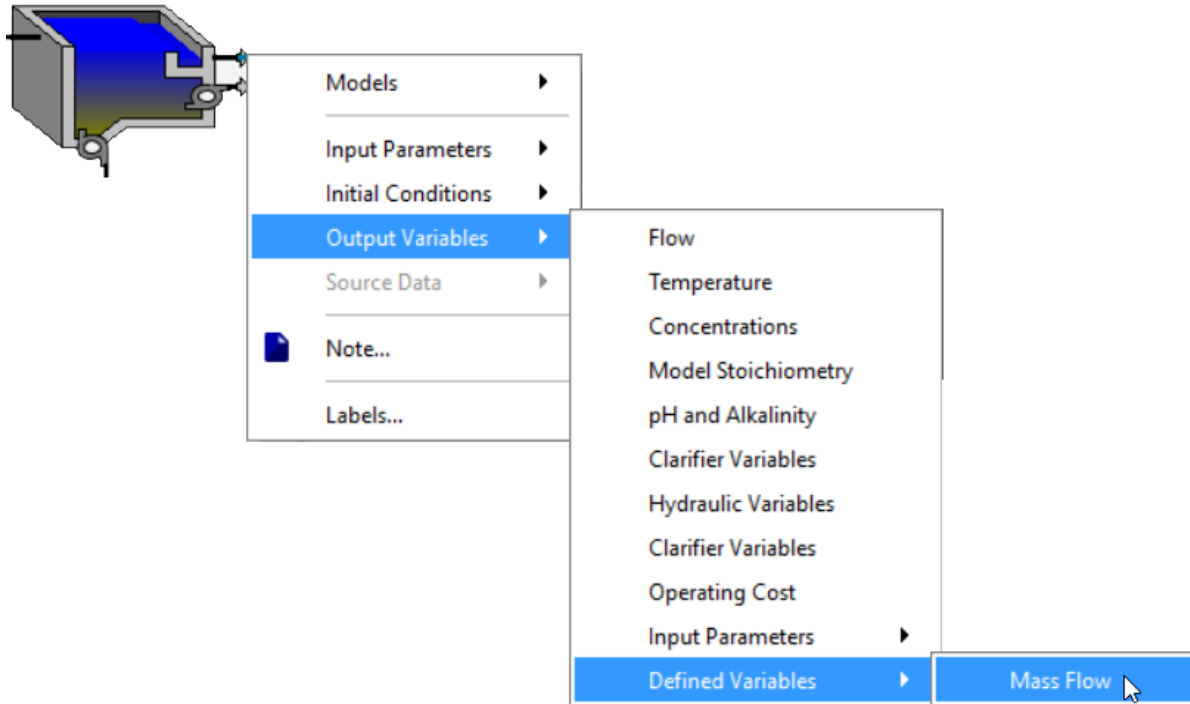 Models
Input Parameters
Initial Conditions
Output Variables
Source Data
Note...
Labels...
Flow
Temperature
Concentrations
Model Stoichiometry
pH and Alkalinity
Clarifier Variables
Hydraulic Variables
Clarifier Variables
Operating Cost
Input Parameters
Defined Variables
Mass Flow